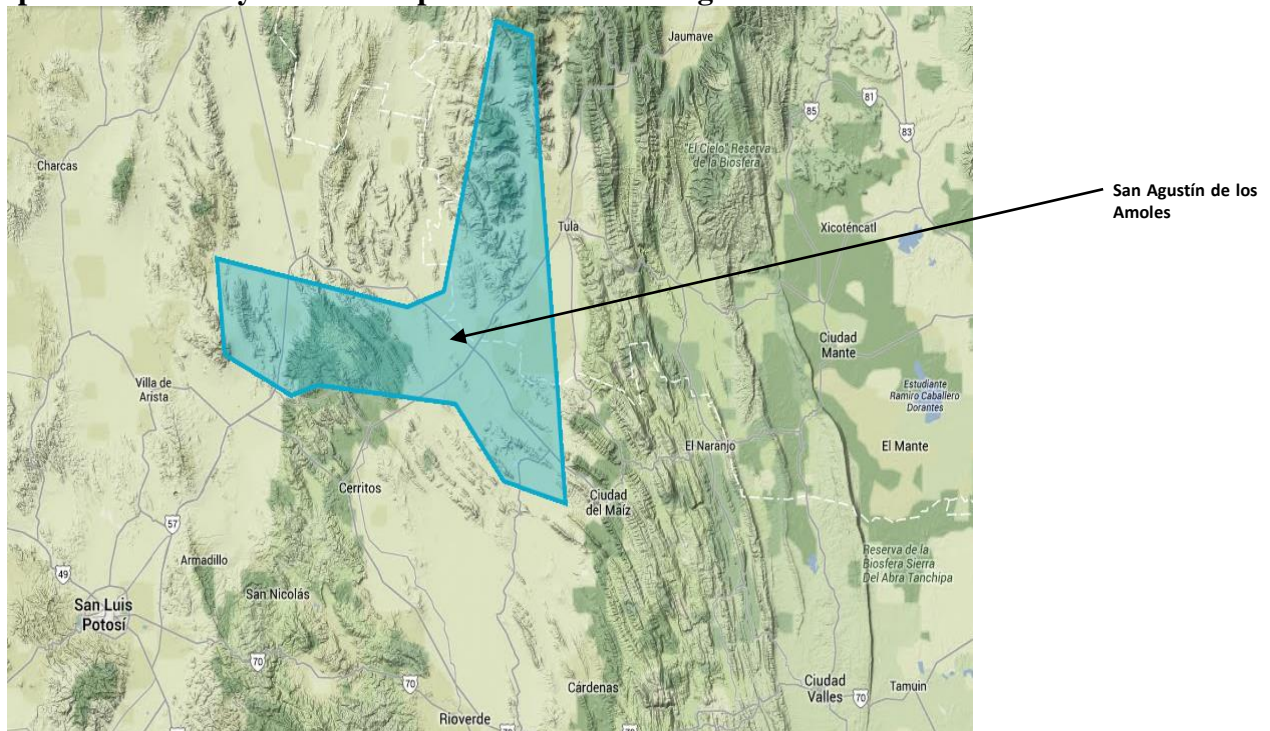 Jaumave
81
85
83
"El Cielo" Reserva
de la Biosfera
Charcas
San Agustín de los
Amoles
Tula
Xicoténcatl
Ciudad
Mante
Villa de
Arista
Estudiante
Ramiro Caballero
Dorantes
El Naranjo
El Mante
Cerritos
Ciudad
del Maíz
57
Armadillo
Reserva de la
Biosfera Sierra
Del Abra Tanchipa
49
San Nicolás
San Luis
Potosí
70
70
Cárdenas
Ciudad
Valles
70
Tamuin
Rioverde